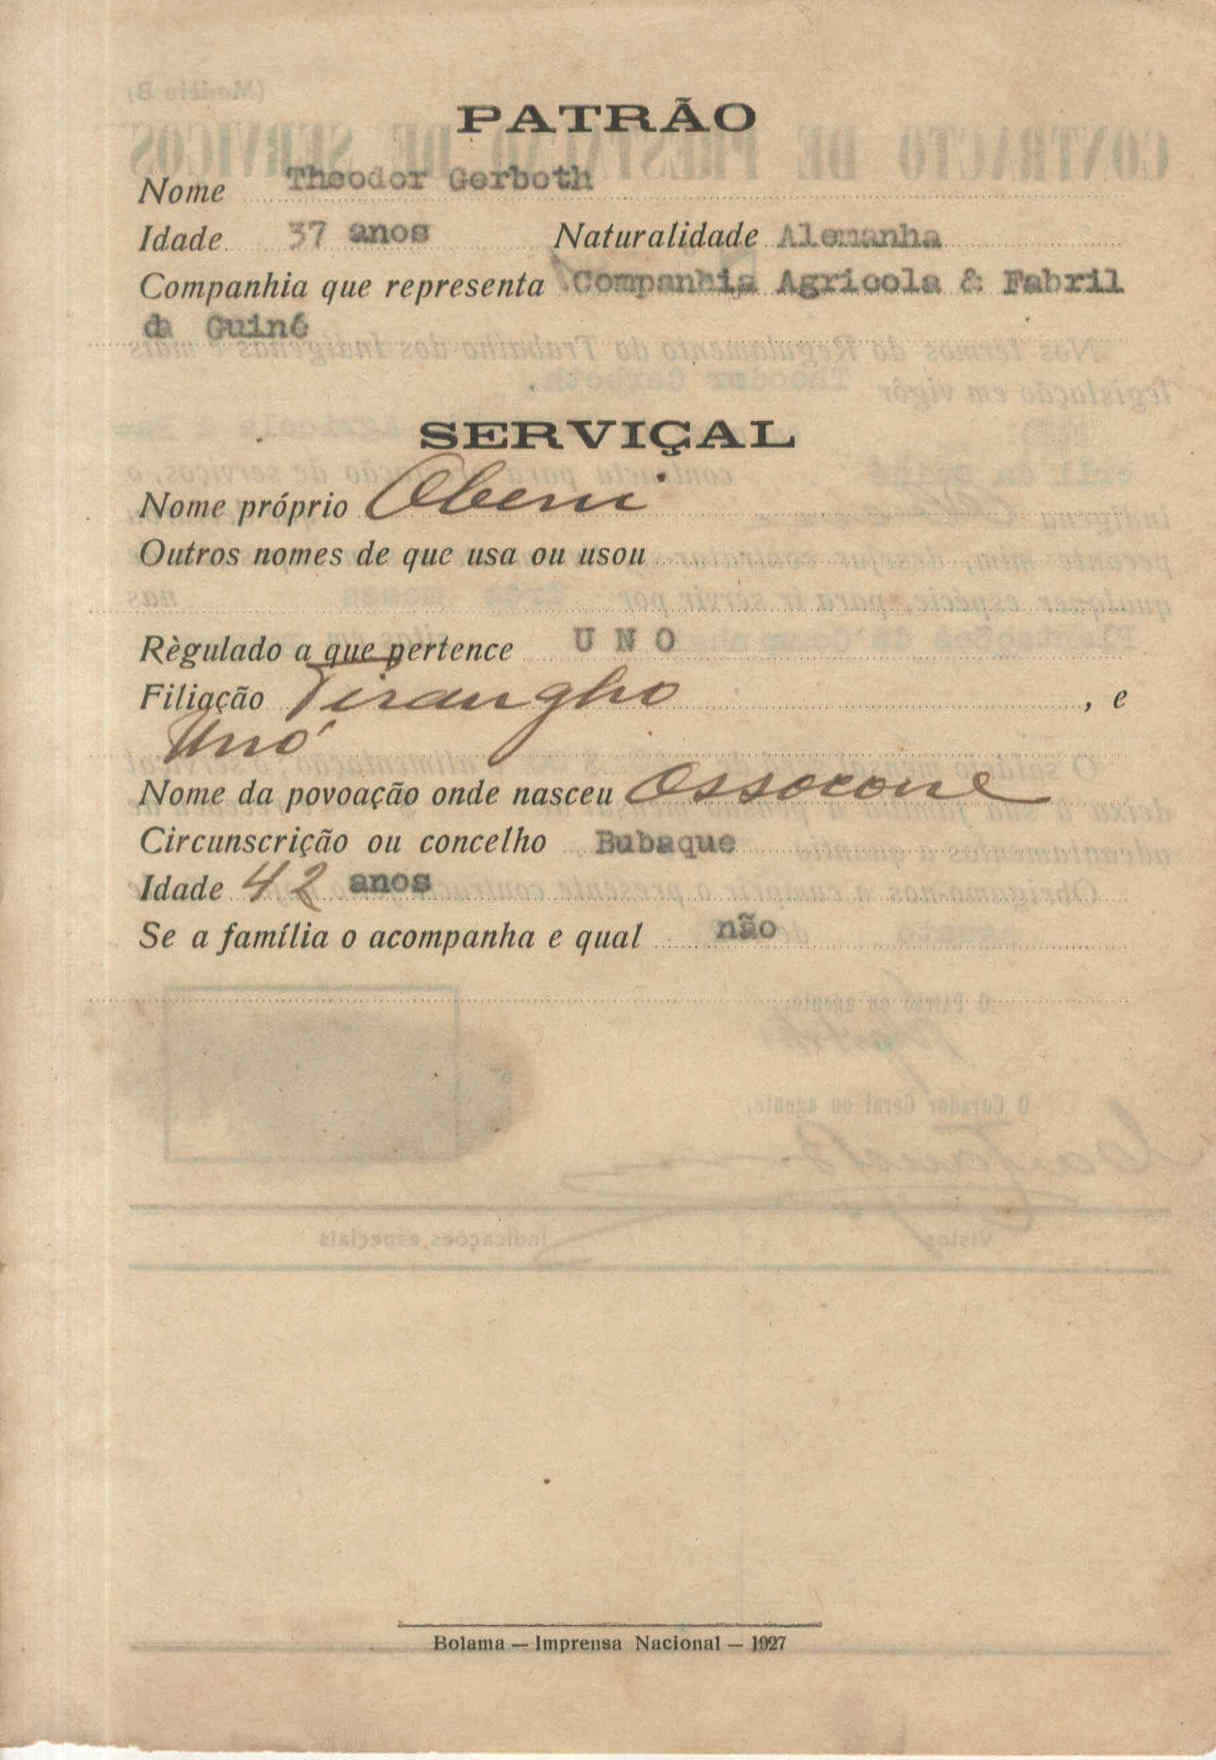 PATRÃO
Nome Theodor Gerboth
Idade 37 anos Naturalidade Alemanha
Companhia que representa Companhia Agricola & Fabril
da Guiné
SERVIÇAL
Nome próprio Obeni
Outros nomes de que usa ou usou
Règulado a que pertence UNO
Filiação Tirangho, e
Unó
Nome da povoação onde nasceu Ossocone
Circunscrição ou concelho Bubaque
Idade 42 anos
Se a família o acompanha e qual não
Bolama — Imprensa Nacional — 1927